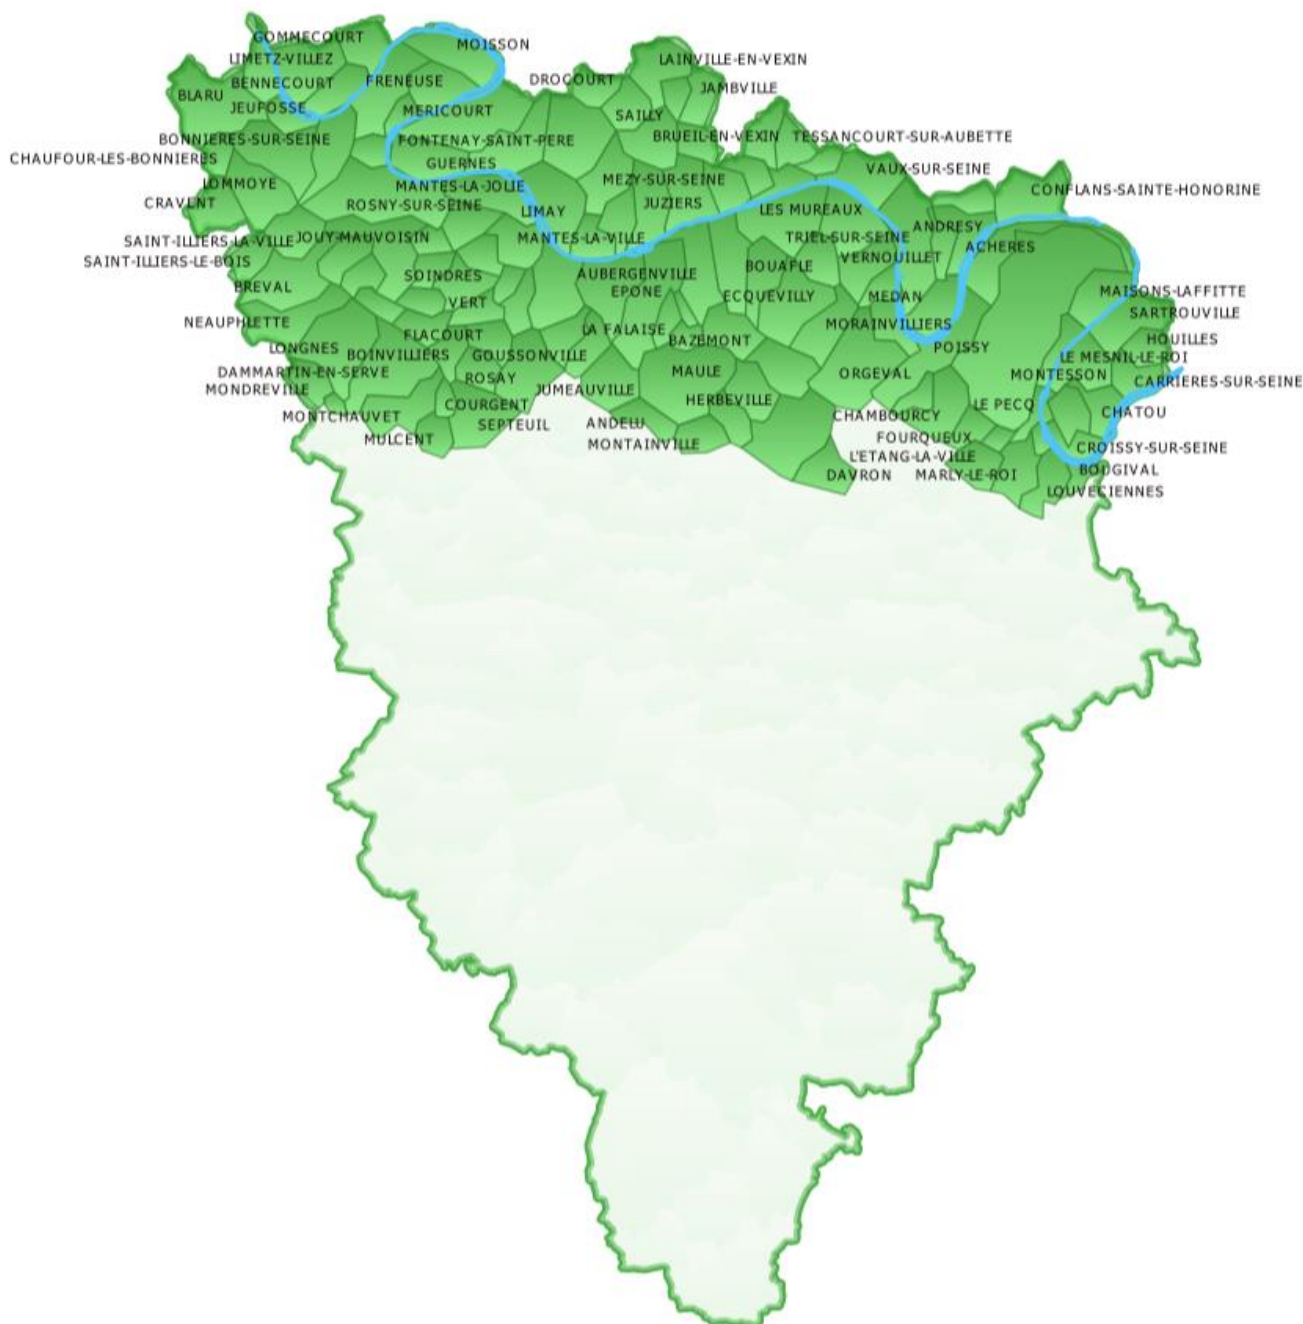 GOMMECOURT
MOISSON
LIMETZ-VILLEZ
LAINVILLE-EN-VEXIN
BENNECOURT
FRENEUSE
DROCOURT
JAMBVILLE
BLARU
JEUFOSSE
MERICOURT
SAILLY
BONNIERES-SUR-SEINE
FONTENAY-SAINT-PERE
BRUEIL-EN-VEXIN
TESSANCOURT-SUR-AUBETTE
CHAUFOUR-LES-BONNIERES
GUERNES
VAUX-SUR-SEINE
LOMMOYE
MANTES-LA-JOLIE
MEZY-SUR-SEINE
CONFLANS-SAINTE-HONORINE
CRAVENT
ROSNY-SUR-SEINE
LIMAY
JUZIERS
LES MUREAUX
ANDRESY
SAINT-ILLIERS-LA-VILLE
JOUY-MAUVOISIN
MANTES-LA-VILLE
TRIEL-SUR-SEINE
ACHERES
SAINT-ILLIERS-LE-BOIS
VERNOUILLET
SOINDRES
AUBERGENVILLE
BOUAFLE
BREVAL
EPONE
ECQUEVILLY
MEDAN
MAISONS-LAFFITTE
VERT
SARTROUVILLE
NEAUPHLETTE
FLACOURT
LA FALAISE
MORAINVILLIERS
HOUILLES
LONGNES
BOINVILLIERS
GOUSSONVILLE
BAZEMONT
POISSY
LE MESNIL-LE-ROI
DAMMARTIN-EN-SERVE
ROSAY
MAULE
ORGEVAL
MONTESSON
CARRIERES-SUR-SEINE
MONDREVILLE
JUMEAUVILLE
HERBEVILLE
COURGENT
LE PECQ
MONTCHAUVET
SEPTEUIL
ANDELU
CHAMBOURCY
CHATOU
MULCENT
MONTAINVILLE
FOURQUEUX
CROISSY-SUR-SEINE
L'ETANG-LA-VILLE
DAVRON
MARLY-LE-ROI
BOUGIVAL
LOUVECIENNES